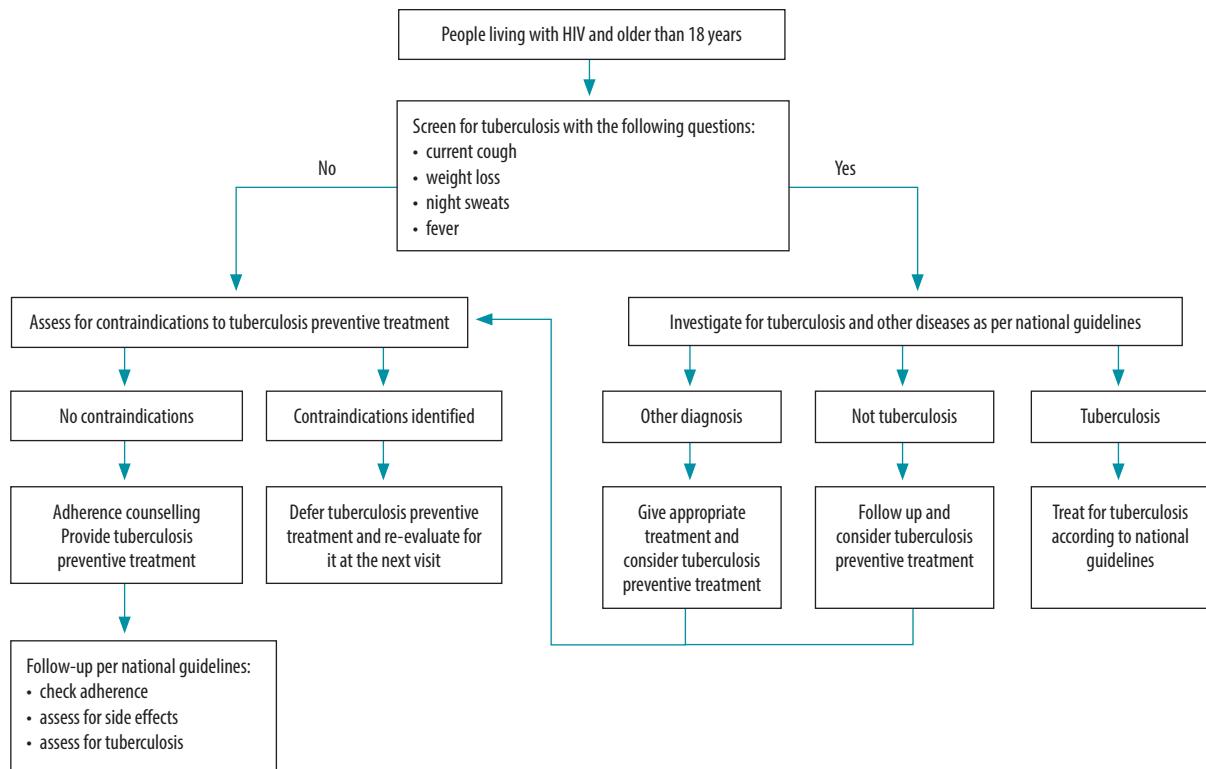 People living with HIV and older than 18 years
Screen for tuberculosis with the following questions:
• current cough
• weight loss
• night sweats
• fever
No
Yes
Assess for contraindications to tuberculosis preventive treatment
Investigate for tuberculosis and other diseases as per national guidelines
No contraindications
Contraindications identified
Other diagnosis
Not tuberculosis
Tuberculosis
Adherence counselling
Provide tuberculosis
preventive treatment
Defer tuberculosis preventive
treatment and re-evaluate for
it at the next visit
Give appropriate
treatment and
consider tuberculosis
preventive treatment
Follow up and
consider tuberculosis
preventive treatment
Treat for tuberculosis
according to national
guidelines
Follow-up per national guidelines:
• check adherence
• assess for side effects
• assess for tuberculosis